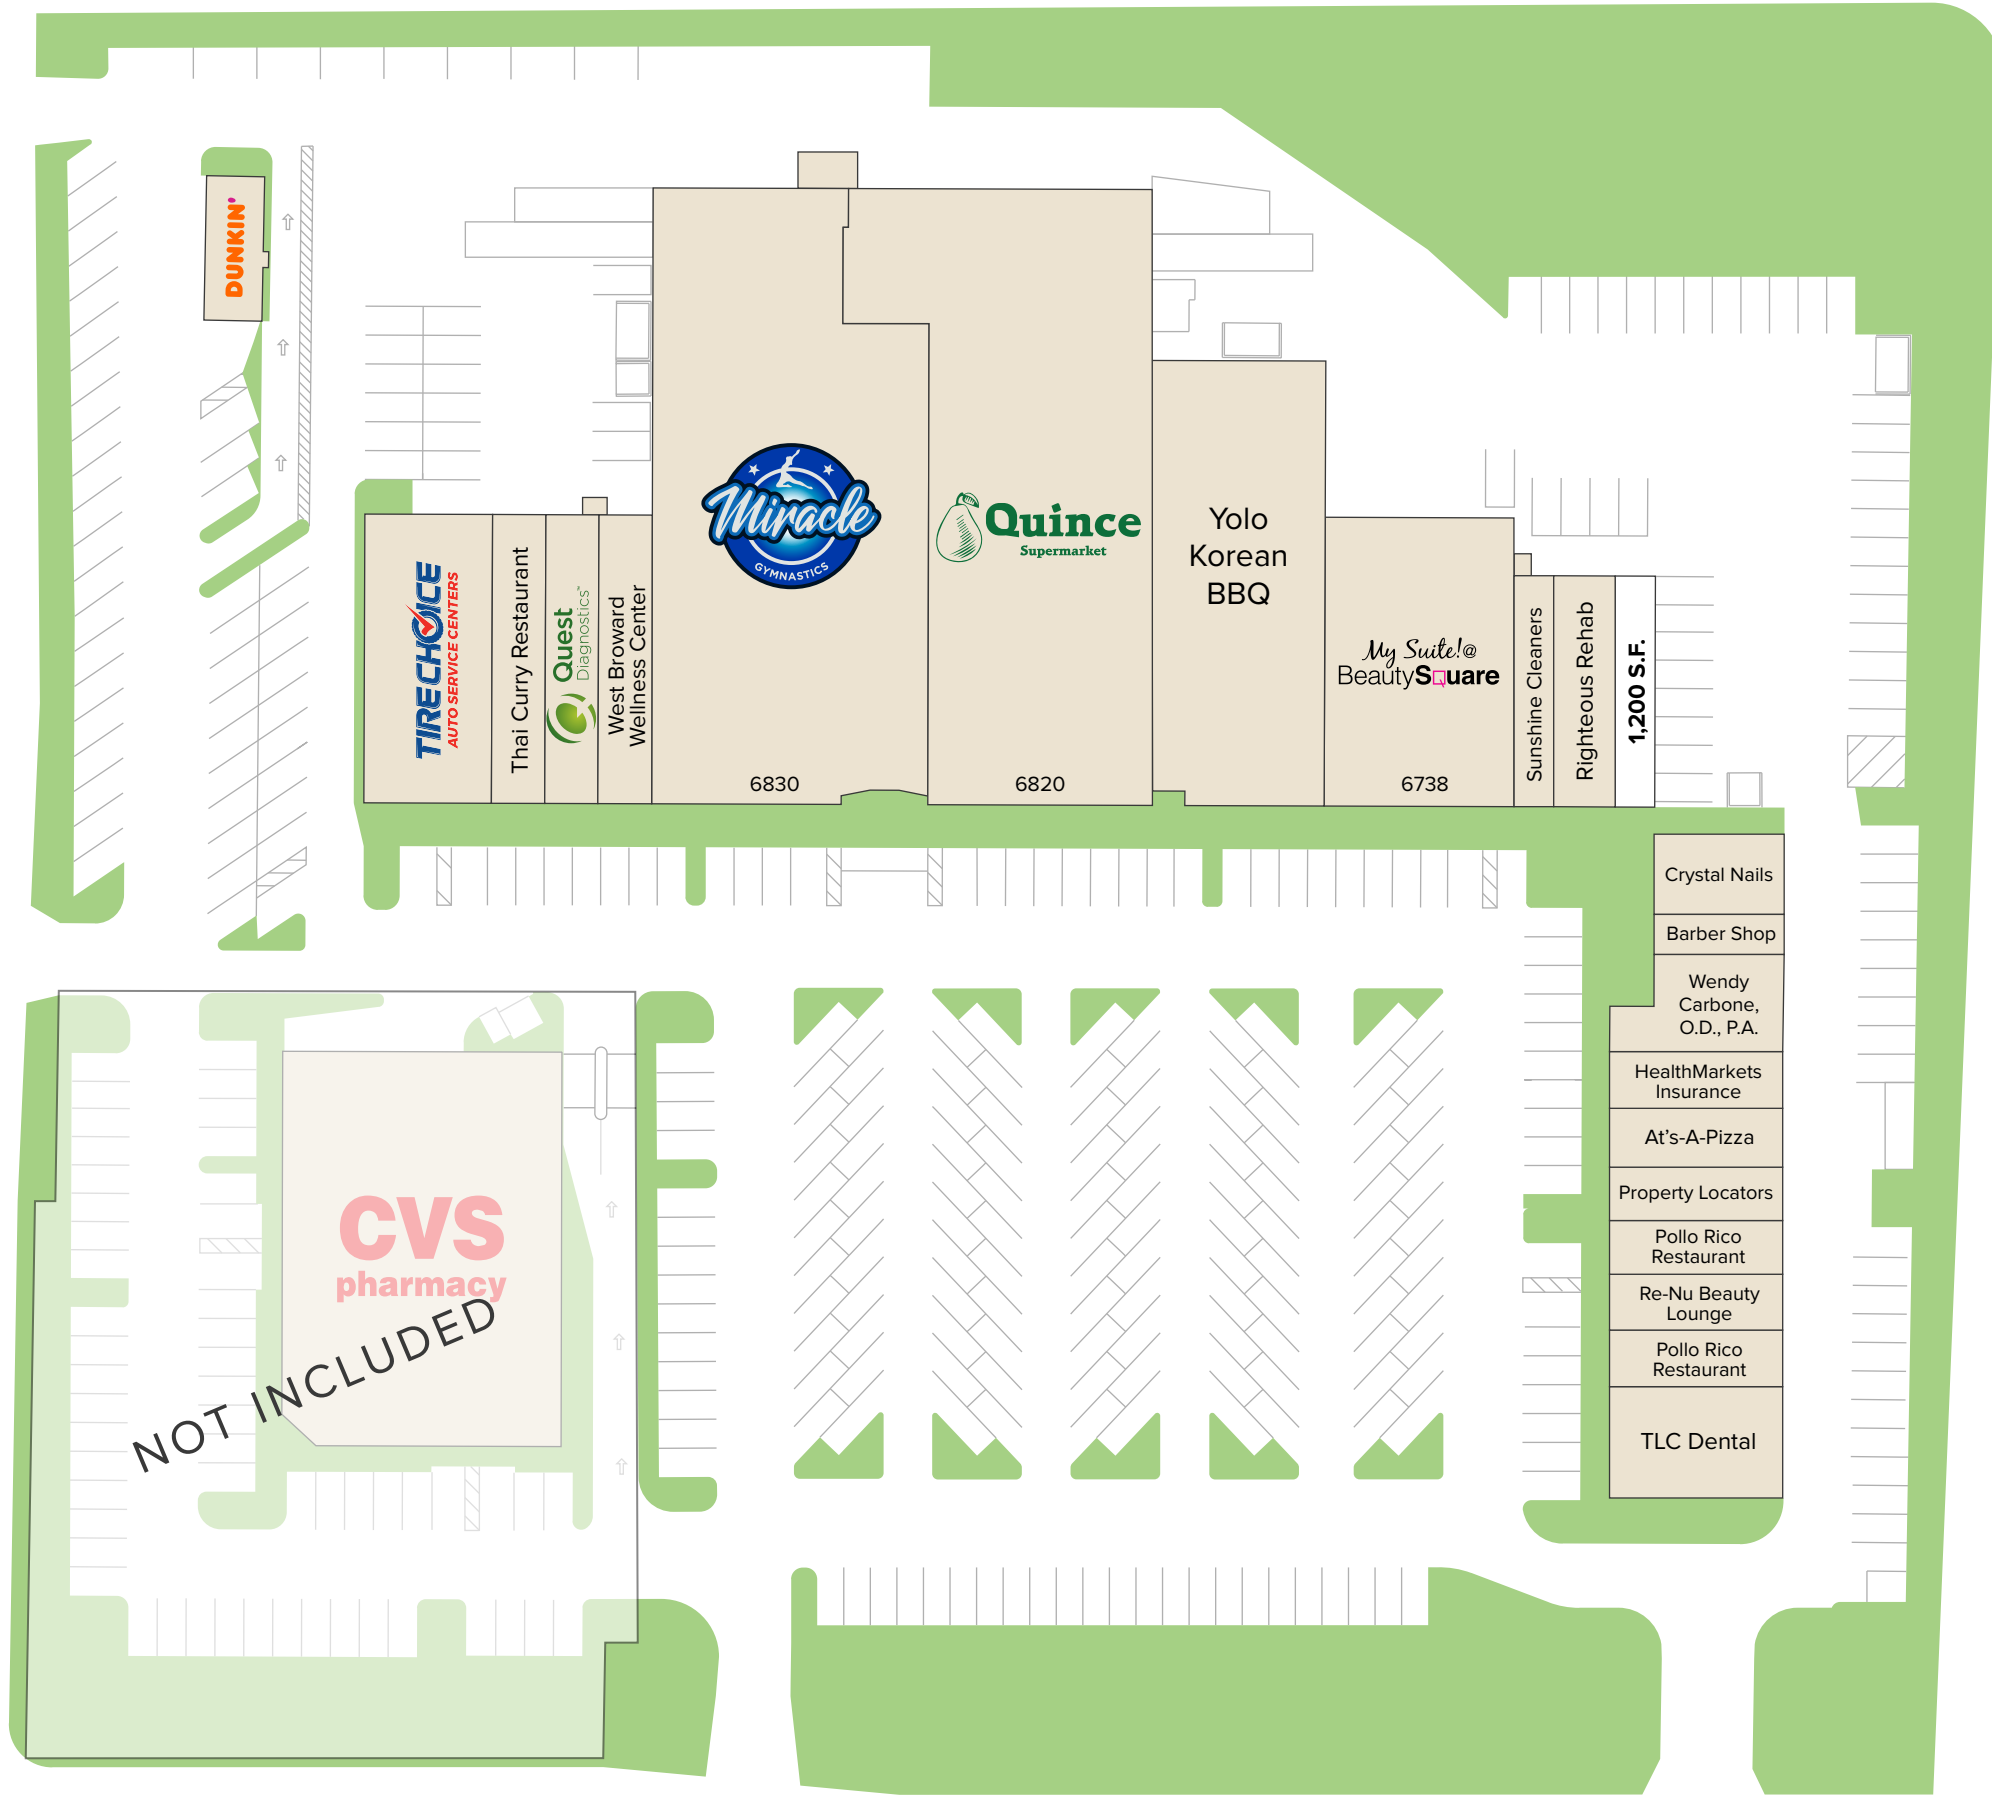 DUNKIN'
TIRECHOICE
AUTO SERVICE CENTERS
Thai Curry Restaurant
Quest
Diagnostics™
West Broward
Wellness Center
Miracle
GYMNASTICS
6830
Quince
Supermarket
6820
Yolo
Korean
BBQ
My Suite!@
BeautySQuare
6738
Sunshine Cleaners
Righteous Rehab
1,200 S.F.
Crystal Nails
Barber Shop
Wendy
Carbone,
O.D., P.A.
HealthMarkets
Insurance
At’s-A-Pizza
Property Locators
Pollo Rico
Restaurant
Re-Nu Beauty
Lounge
Pollo Rico
Restaurant
TLC Dental
CVS
pharmacy
NOT INCLUDED